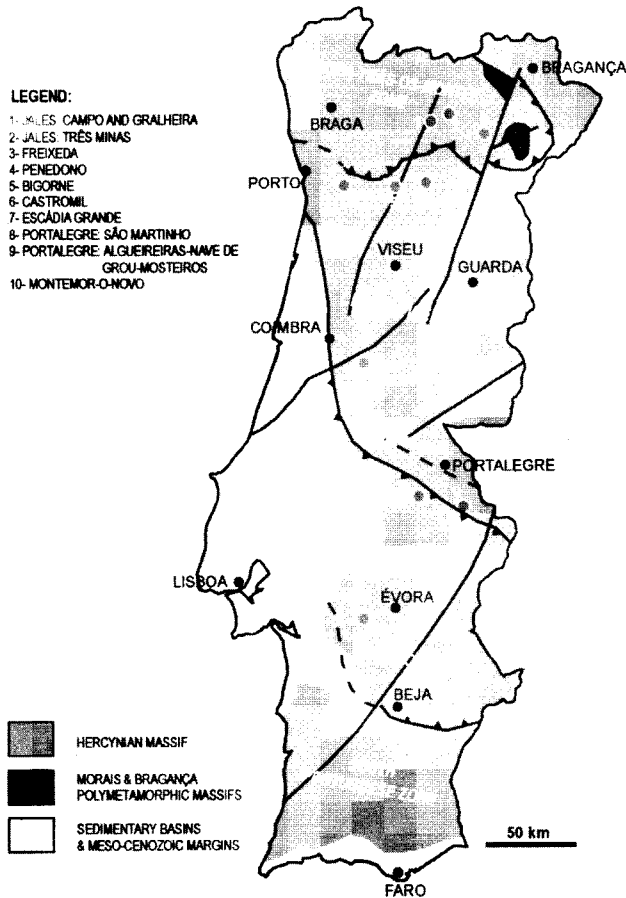 LEGEND:
1- JALES: CAMPO AND GRALHEIRA
2- JALES: TRÊS MINAS
3- FREIXEDA
4- PENEDONO
5- BIGORNE
6- CASTROMIL
7- ESCÁDIA GRANDE
8- PORTALEGRE: SÃO MARTINHO
9- PORTALEGRE: ALGUEIREIRAS-NAVE DE
GROU-MOSTEIROS
10- MONTEMOR-O-NOVO
BRAGANÇA
BRAGA
PORTO
VISEU
GUARDA
COIMBRA
PORTALEGRE
LISBOA
ÉVORA
BEJA
FARO
HERCYNIAN MASSIF
MORAIS & BRAGANÇA
POLYMETAMORPHIC MASSIFS
SEDIMENTARY BASINS
& MESO-CENOZOIC MARGINS
50 km